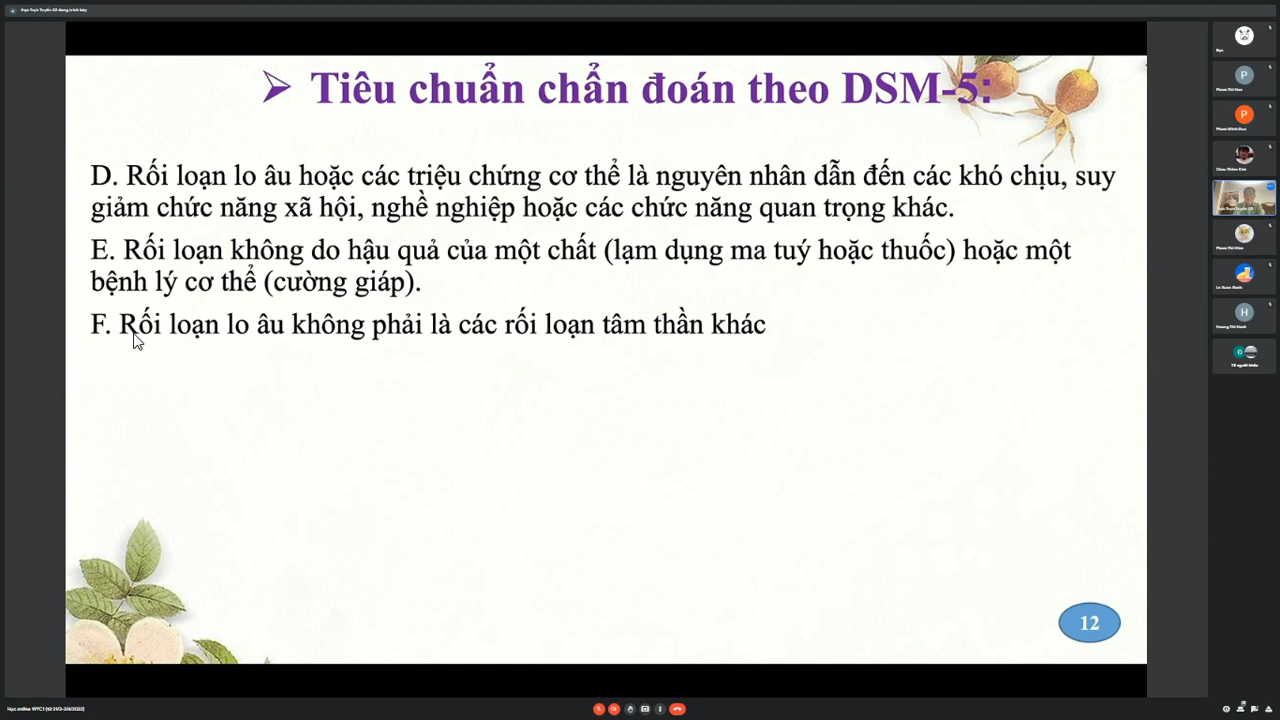 ➢ Tiêu chuẩn chẩn đoán theo DSM-5:
D. Rối loạn lo âu hoặc các triệu chứng cơ thể là nguyên nhân dẫn đến các khó chịu, suy
giảm chức năng xã hội, nghề nghiệp hoặc các chức năng quan trọng khác.
E. Rối loạn không do hậu quả của một chất (lạm dụng ma tuý hoặc thuốc) hoặc một
bệnh lý cơ thể (cường giáp).
F. Rối loạn lo âu không phải là các rối loạn tâm thần khác
12
Bạn
P
P
H